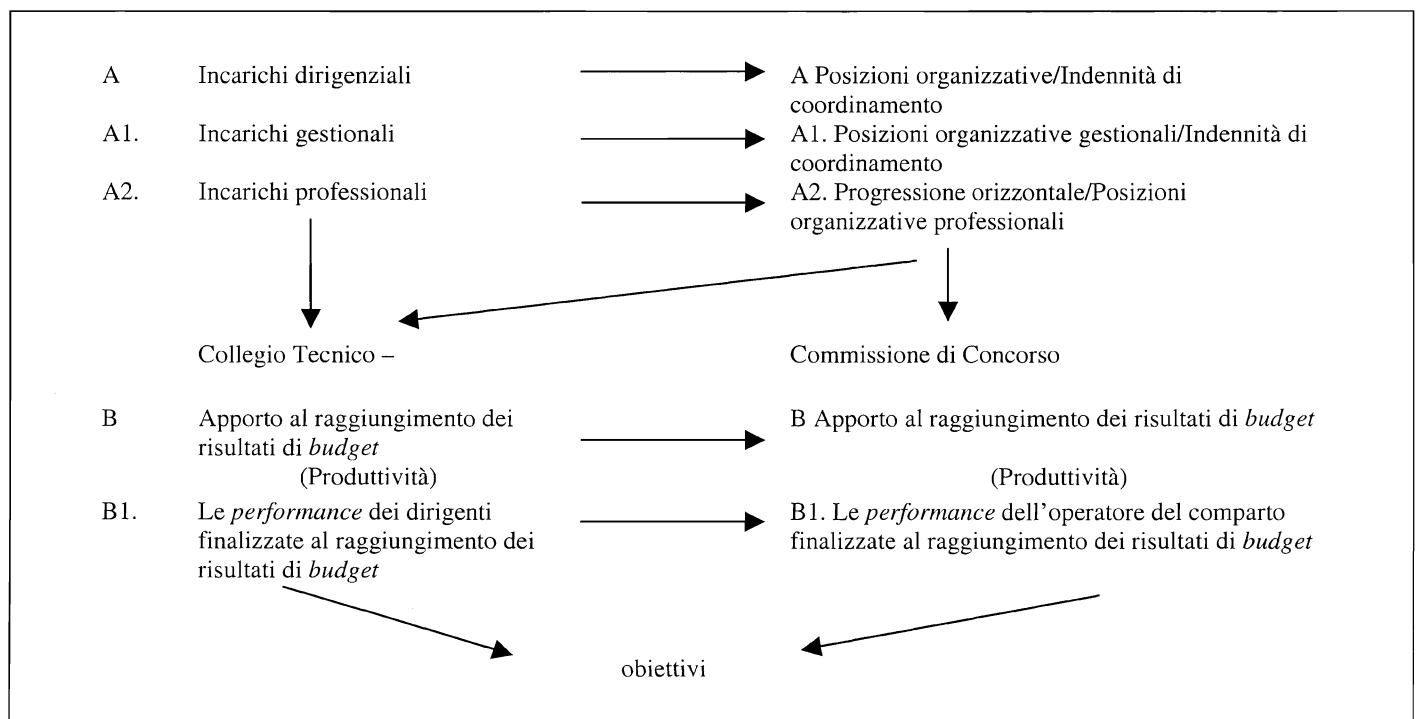 A Incarichi dirigenziali A Posizioni organizzative/Indennità di
coordinamento
A1. Incarichi gestionali A1. Posizioni organizzative gestionali/Indennità di
coordinamento
A2. Incarichi professionali A2. Progressione orizzontale/Posizioni
organizzative professionali
Collegio Tecnico – Commissione di Concorso
B Apporto al raggiungimento dei B Apporto al raggiungimento dei risultati di budget
risultati di budget
(Produttività) (Produttività)
B1. Le performance dei dirigenti B1. Le performance dell'operatore del comparto
finalizzate al raggiungimento dei finalizzate al raggiungimento dei risultati di budget
risultati di budget
obiettivi